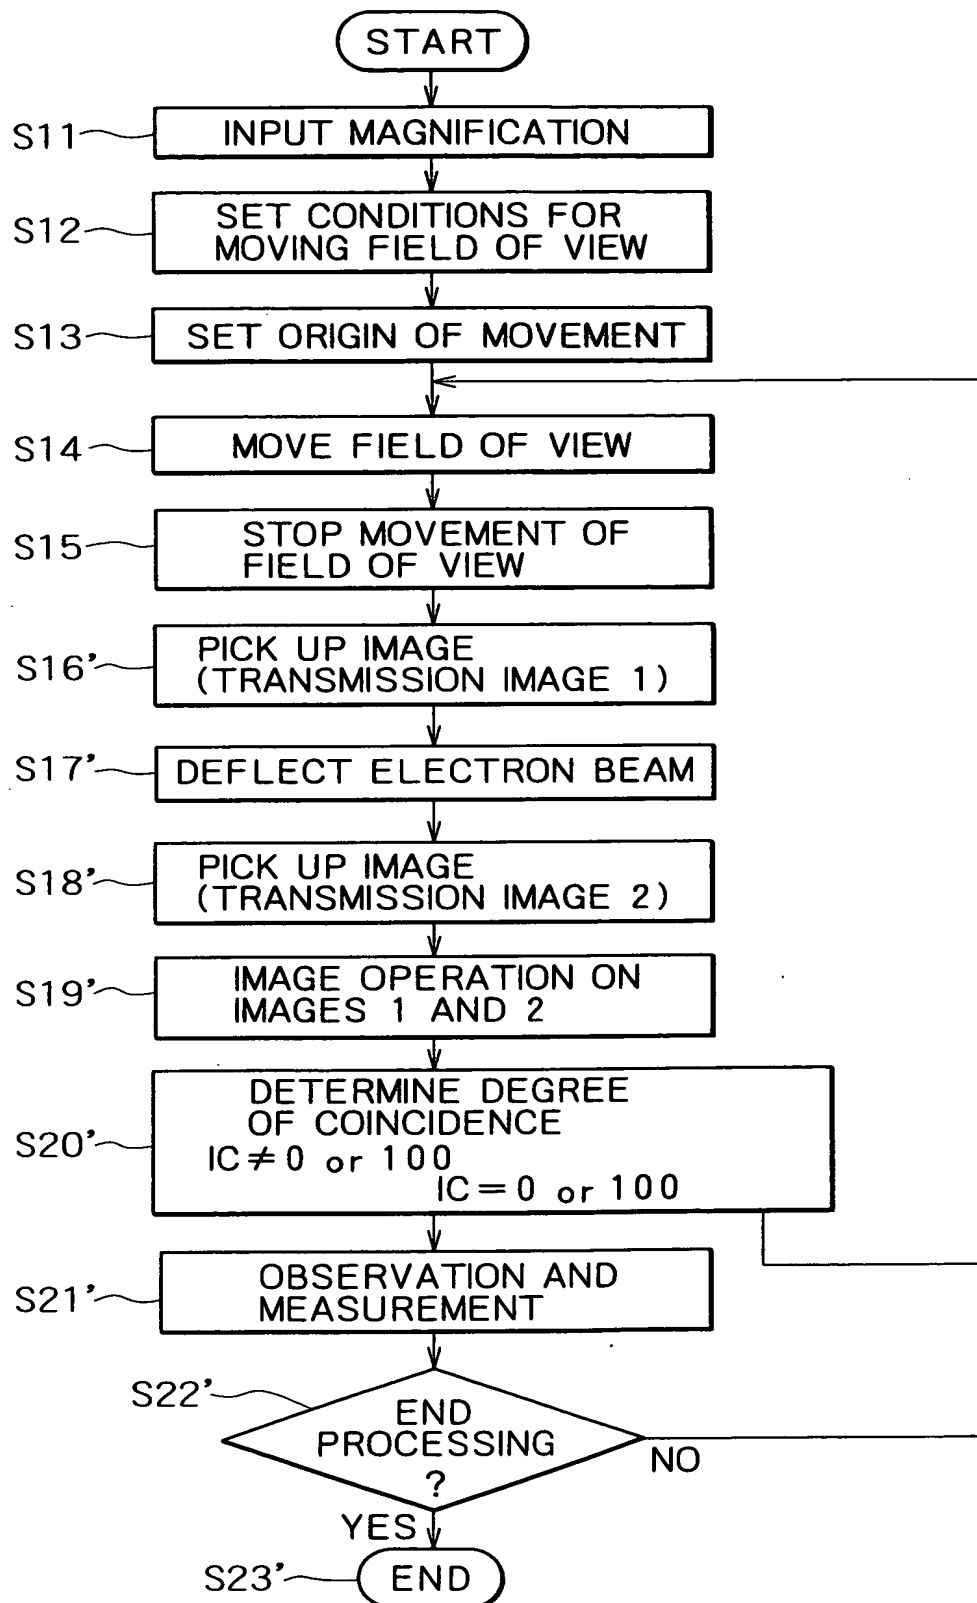 START
S11
INPUT MAGNIFICATION
S12
SET CONDITIONS FOR
MOVING FIELD OF VIEW
S13
SET ORIGIN OF MOVEMENT
S14
MOVE FIELD OF VIEW
S15
STOP MOVEMENT OF
FIELD OF VIEW
S16'
PICK UP IMAGE
(TRANSMISSION IMAGE 1)
S17'
DEFLECT ELECTRON BEAM
S18'
PICK UP IMAGE
(TRANSMISSION IMAGE 2)
S19'
IMAGE OPERATION ON
IMAGES 1 AND 2
S20'
DETERMINE DEGREE
OF COINCIDENCE
IC≠0 or 100
IC=0 or 100
S21'
OBSERVATION AND
MEASUREMENT
S22'
END
PROCESSING
?
NO
YES
S23'
END